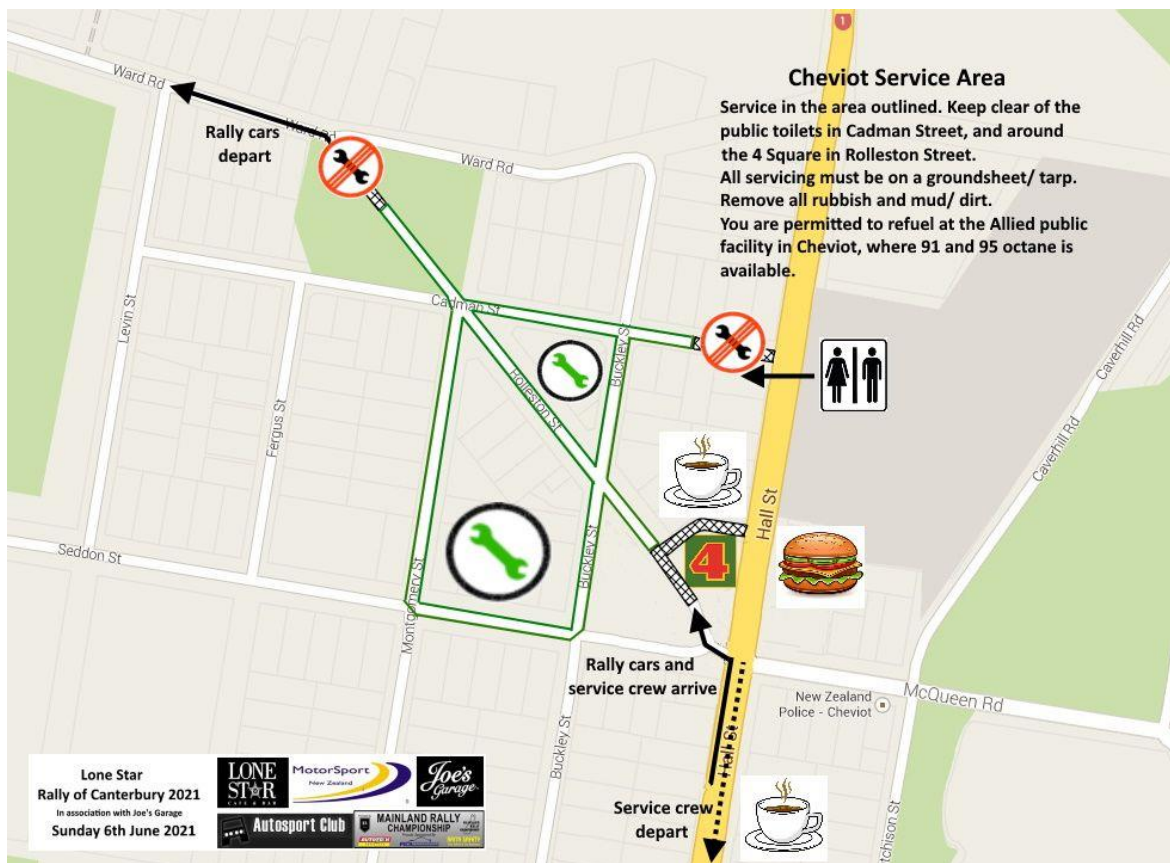 1
Cheviot Service Area
Service in the area outlined. Keep clear of the
public toilets in Cadman Street, and around
the 4 Square in Rolleston Street.
All servicing must be on a groundsheet/ tarp.
Remove all rubbish and mud/ dirt.
You are permitted to refuel at the Allied public
facility in Cheviot, where 91 and 95 octane is
available.
Ward Rd
Rally cars
depart
Ward Rd
Ward Rd
Cadman St
Levin St
Buckley St
Rolleston St
Fergus St
Caverhill Rd
Caverhill Rd
Hall St
4
Seddon St
Montgomery St
Buckley St
Rally cars and
service crew arrive
McQueen Rd
New Zealand
Police - Cheviot
Buckley St
Hall St
Service crew
depart
tchison St
Lone Star
Rally of Canterbury 2021
In association with Joe's Garage
Sunday 6th June 2021
LONE
STAR
CAFE & BAR
MotorSport
New Zealand
Joe's
Garage
Autosport Club
MAINLAND RALLY
CHAMPIONSHIP